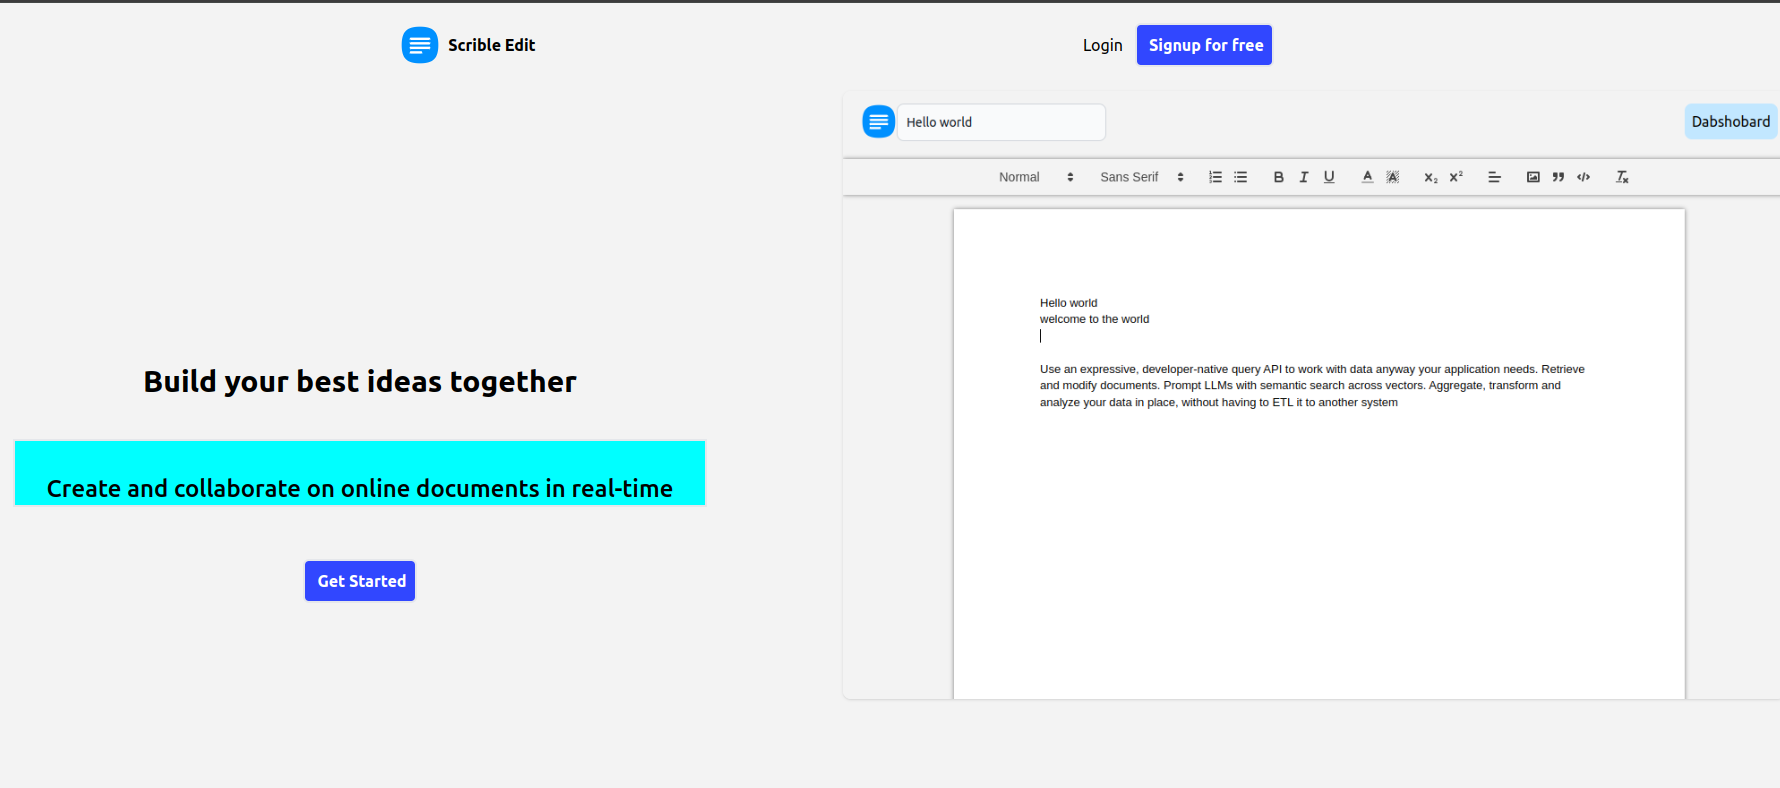 Scrible Edit
Login
Signup for free
Build your best ideas together
Create and collaborate on online documents in real-time
Get Started
Hello world
Dabshobard
Normal
Sans Serif
Hello world
welcome to the world
Use an expressive, developer-native query API to work with data anyway your application needs. Retrieve
and modify documents. Prompt LLMs with semantic search across vectors. Aggregate, transform and
analyze your data in place, without having to ETL it to another system